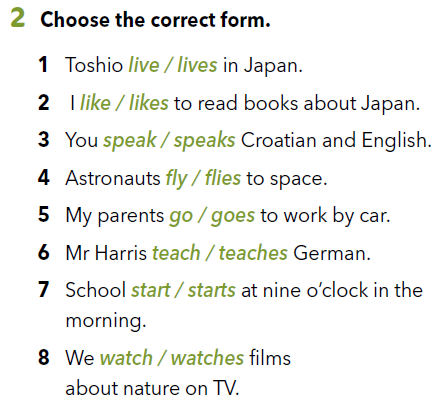 2 Choose the correct form.
1 Toshio live / lives in Japan.
2 I like / likes to read books about Japan.
3 You speak / speaks Croatian and English.
4 Astronauts fly / flies to space.
5 My parents go / goes to work by car.
6 Mr Harris teach / teaches German.
7 School start / starts at nine o’clock in the
morning.
8 We watch / watches films
about nature on TV.